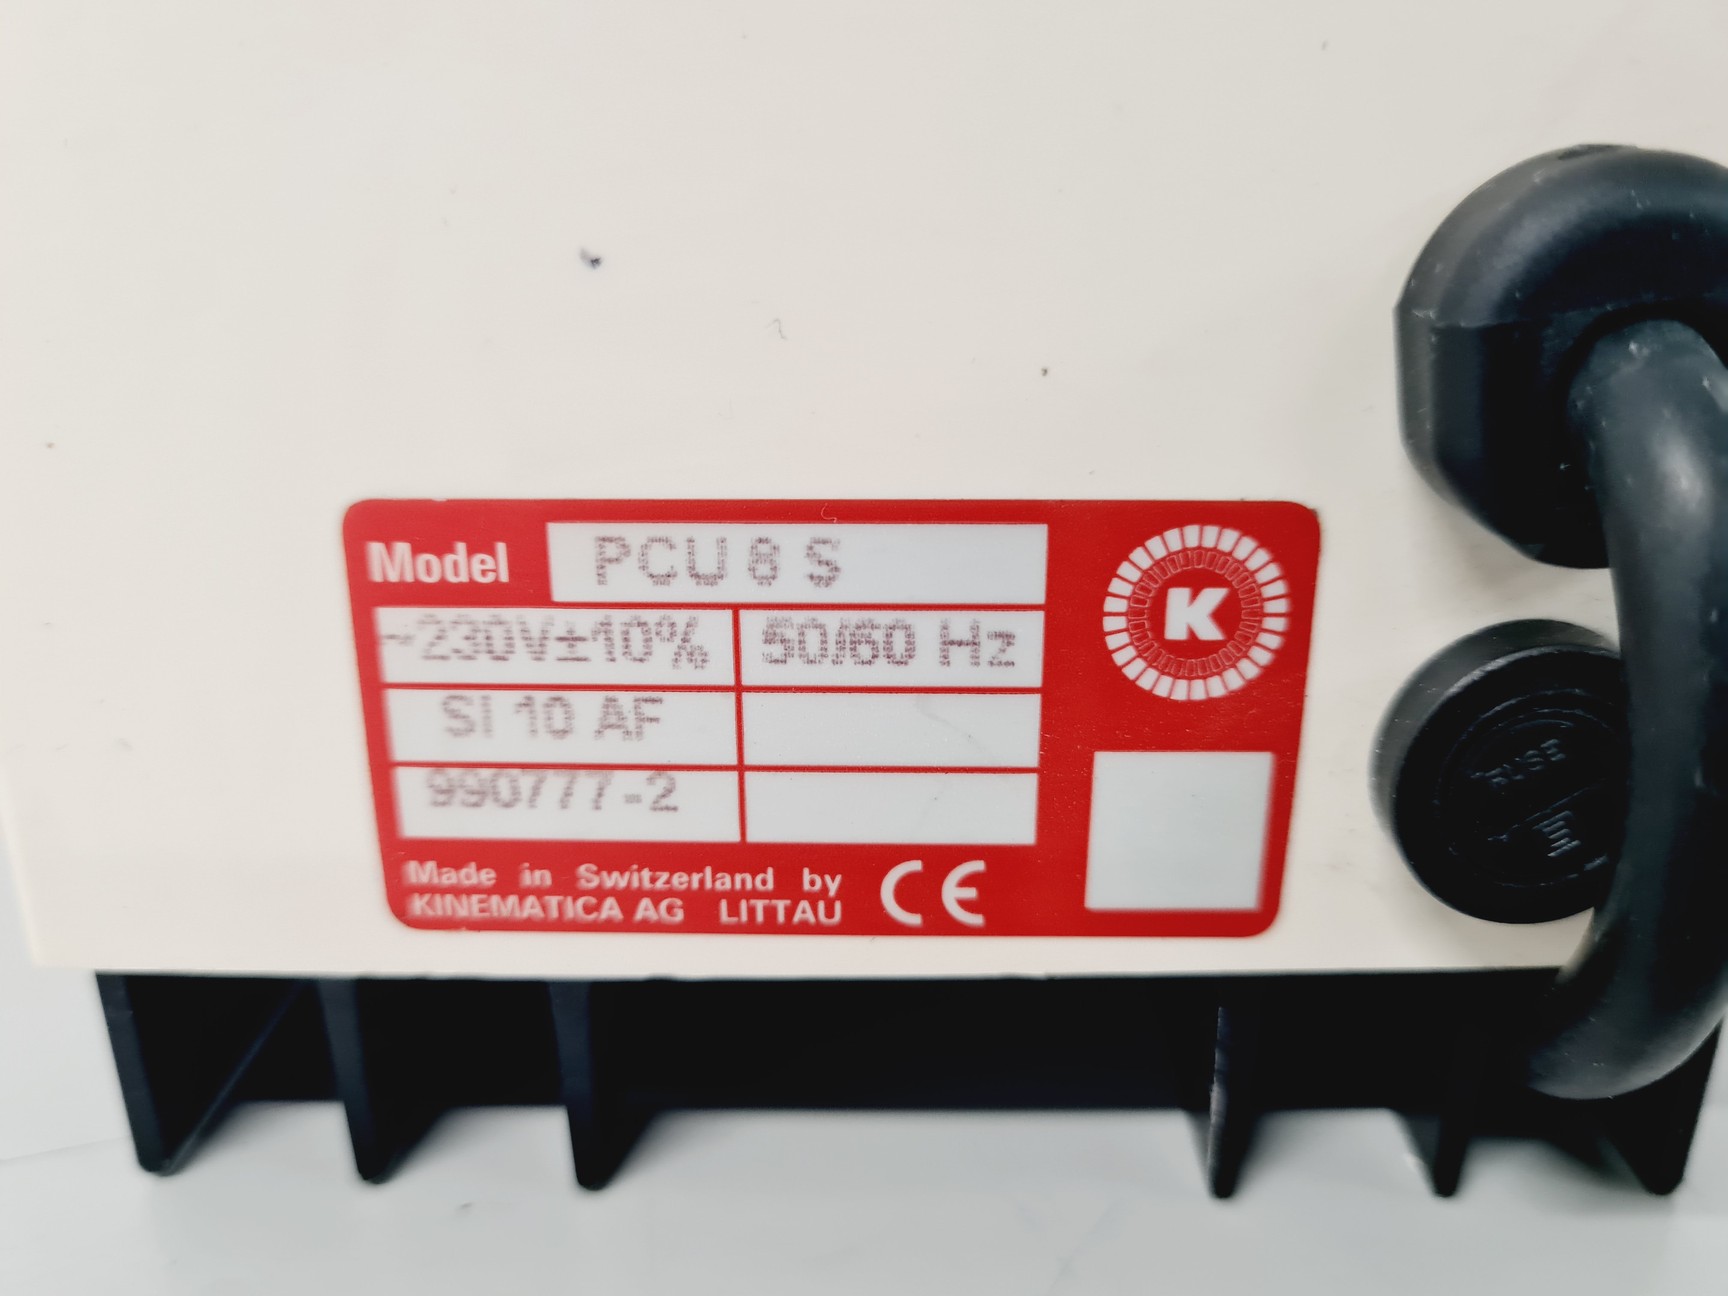 Model PCU 8 S
K
~230V±10% 50/60 Hz
SI 10 AF
990777-2
Made in Switzerland by
KINEMATICA AG LITTAU CE
FUSE